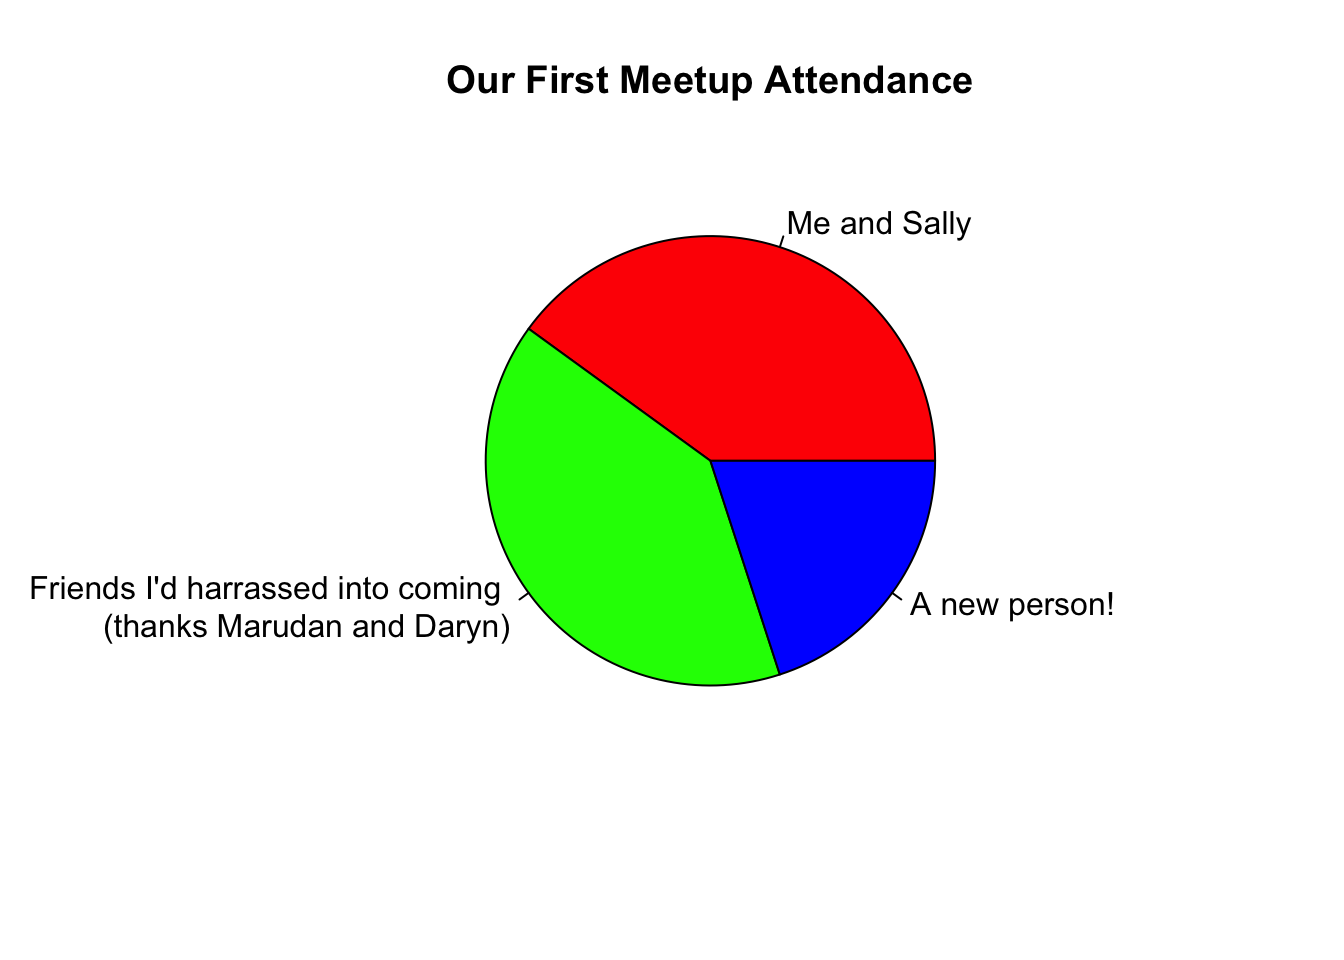 Our First Meetup Attendance
Me and Sally
Friends I'd harrassed into coming
(thanks Marudan and Daryn)
A new person!